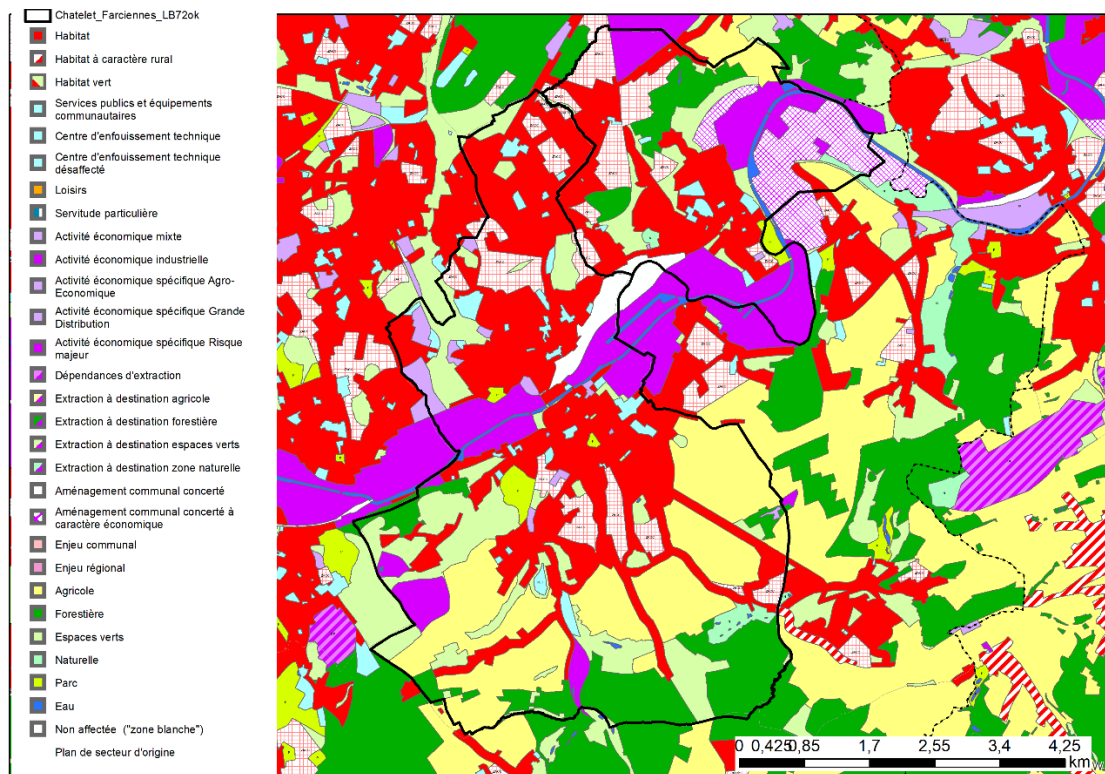 Chatelet_Farciennes_LB72ok
Habitat
Habitat à caractère rural
Habitat vert
Services publics et équipements
communautaires
Centre d'enfouissement technique
Centre d'enfouissement technique
désaffecté
Loisirs
Servitude particulière
Activité économique mixte
Activité économique industrielle
Activité économique spécifique Agro-
Economique
Activité économique spécifique Grande
Distribution
Activité économique spécifique Risque
majeur
Dépendances d'extraction
Extraction à destination agricole
Extraction à destination forestière
Extraction à destination espaces verts
Extraction à destination zone naturelle
Aménagement communal concerté
Aménagement communal concerté à
caractère économique
Enjeu communal
Enjeu régional
Agricole
Forestière
Espaces verts
Naturelle
Parc
Eau
Non affectée ("zone blanche")
Plan de secteur d'origine
0 0,425 0,85 1,7 2,55 3,4 4,25
km